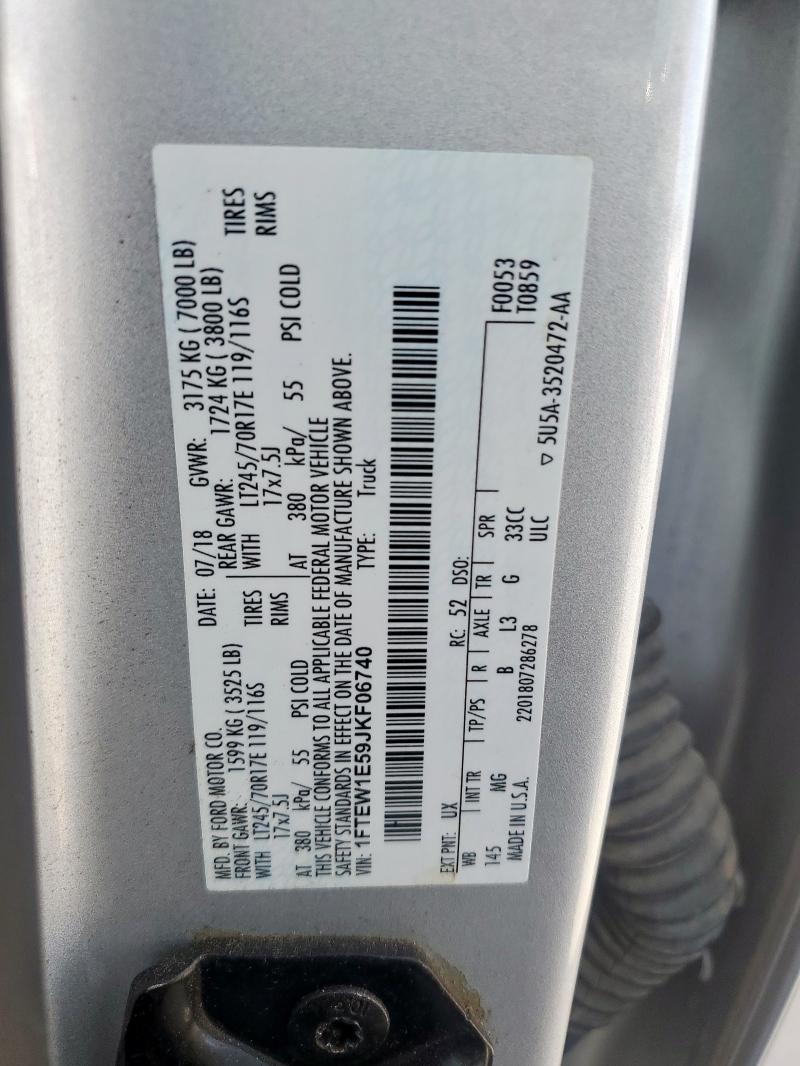 MFD. BY FORD MOTOR CO.
DATE: 07/18 GVWR: 3175 KG ( 7000 LB)
FRONT GAWR: 1599 KG ( 3525 LB) REAR GAWR: 1724 KG ( 3800 LB)
WITH LT245/70R17E 119/116S TIRES WITH LT245/70R17E 119/116S TIRES
17x7.5J RIMS 17x7.5J RIMS
AT 380 kPa/ 55 PSI COLD AT 380 kPa/ 55 PSI COLD
THIS VEHICLE CONFORMS TO ALL APPLICABLE FEDERAL MOTOR VEHICLE
SAFETY STANDARDS IN EFFECT ON THE DATE OF MANUFACTURE SHOWN ABOVE.
VIN: 1FTEW1E59JKF06740 TYPE: Truck
EXT PNT: UX RC: 52 DSO:
WB INT TR TP/PS R AXLE TR SPR F0053
145 MG B L3 G 33CC T0859
MADE IN U.S.A. 2201807286278 ULC
▽ 5U5A-3520472-AA